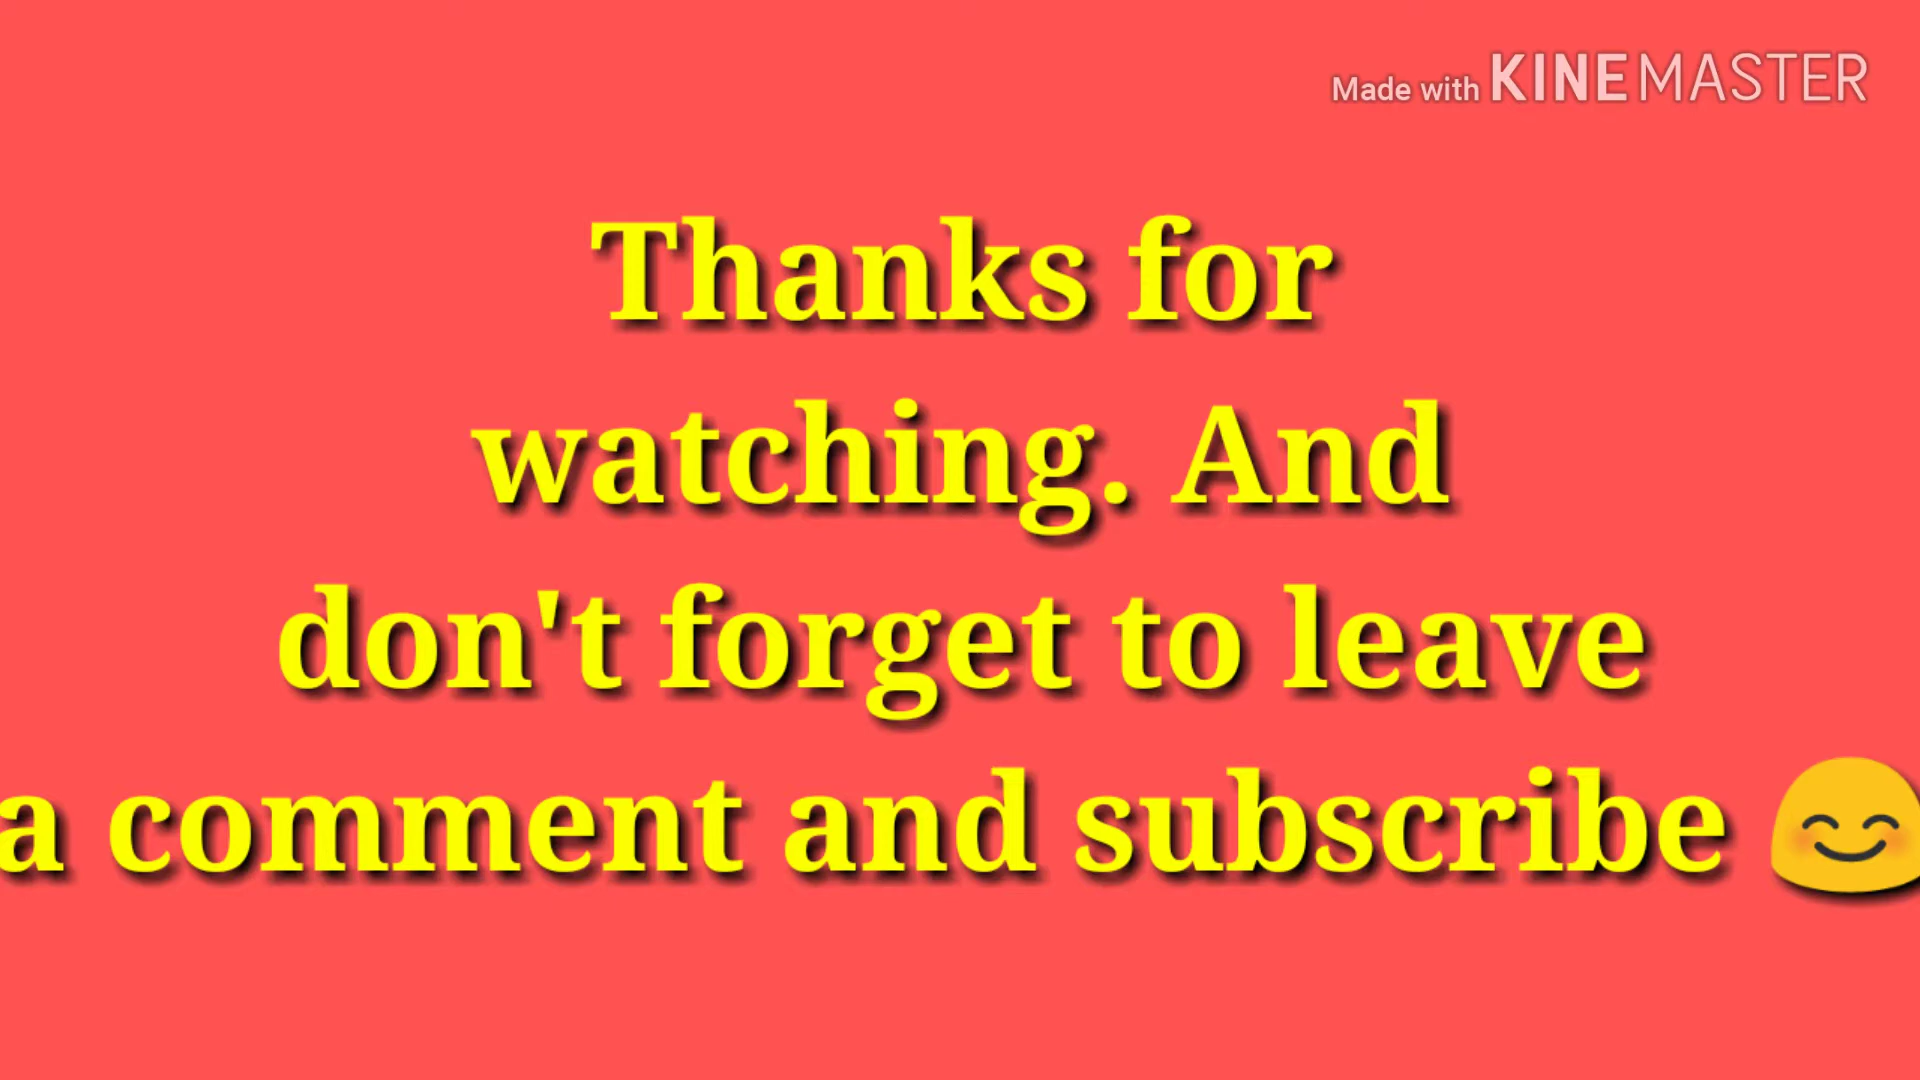 Made with KINEMASTER
Thanks for
watching. And
don't forget to leave
a comment and subscribe 😊